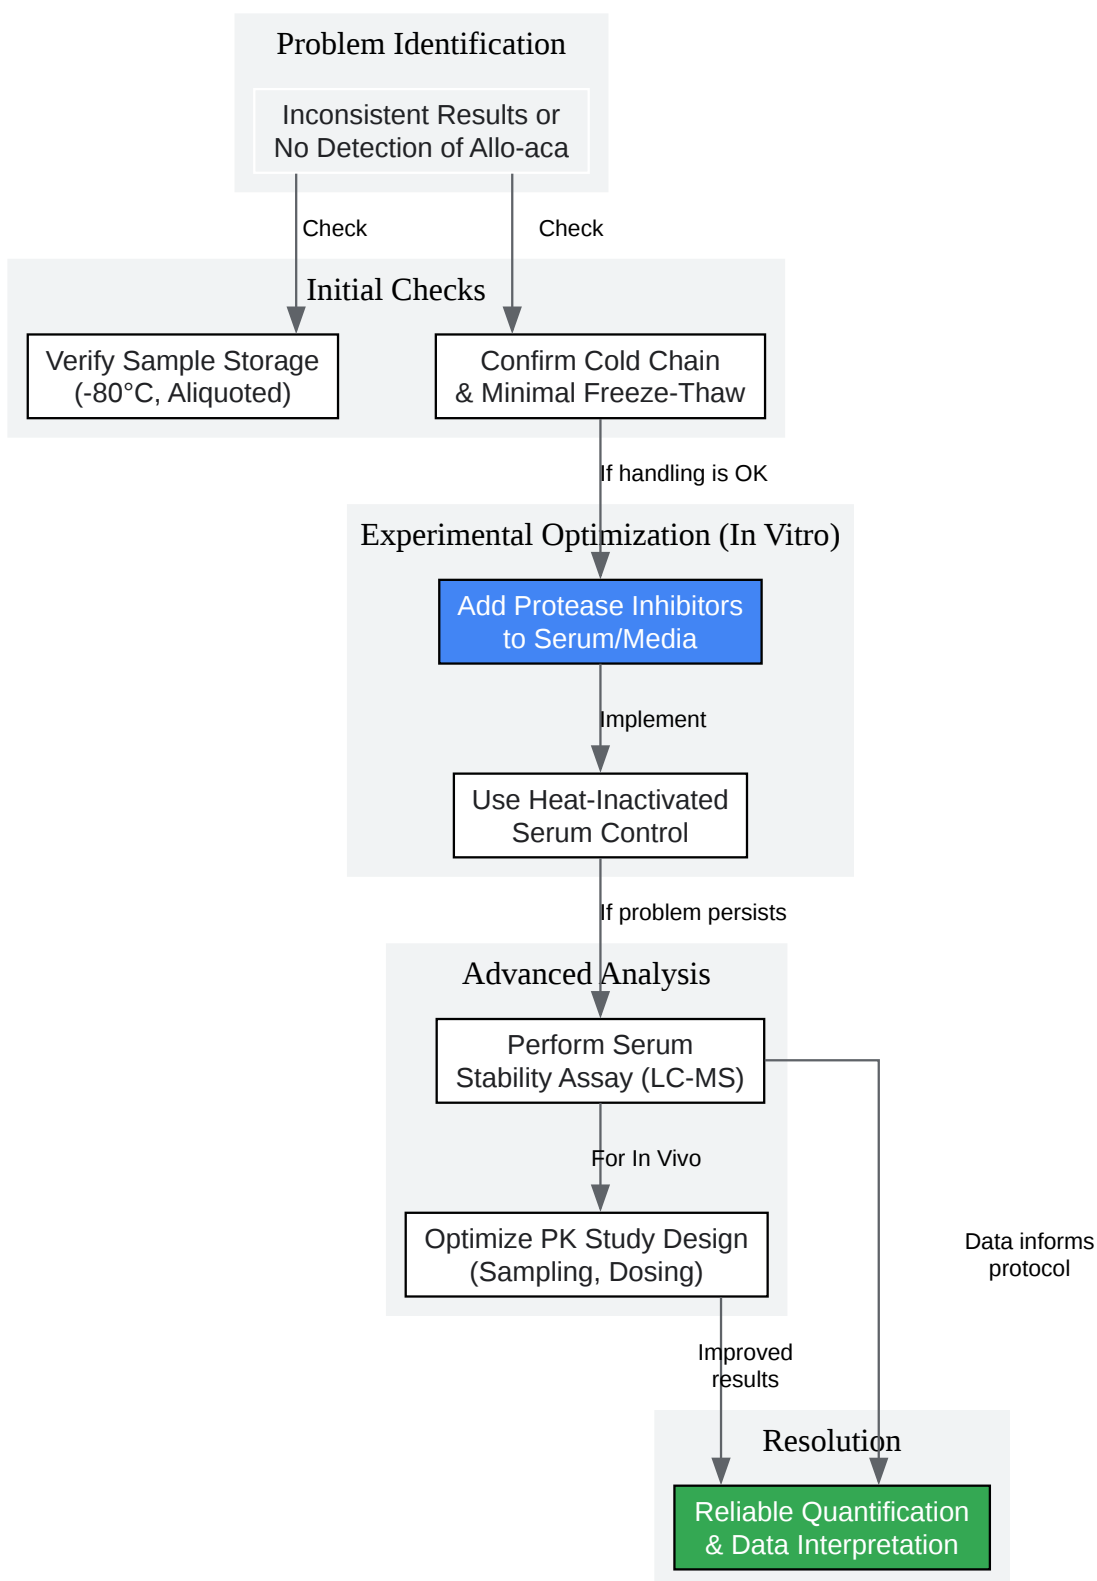 Problem Identification
Inconsistent Results or
No Detection of Allo-aca
Check
Check
Initial Checks
Verify Sample Storage
(-80°C, Aliquoted)
Confirm Cold Chain
& Minimal Freeze-Thaw
If handling is OK
Experimental Optimization (In Vitro)
Add Protease Inhibitors
to Serum/Media
Implement
Use Heat-Inactivated
Serum Control
If problem persists
Advanced Analysis
Perform Serum
Stability Assay (LC-MS)
For In Vivo
Optimize PK Study Design
(Sampling, Dosing)
Data informs
protocol
Improved
results
Resolution
Reliable Quantification
& Data Interpretation